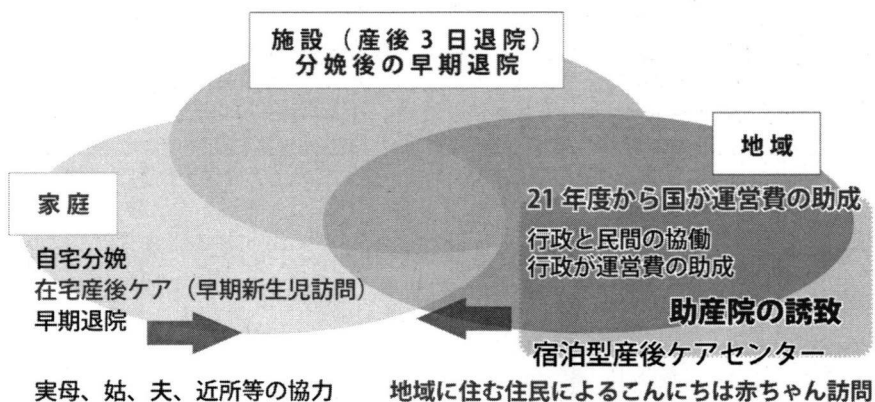 施設（産後3日退院）
分娩後の早期退院
地域
家庭
21年度から国が運営費の助成
行政と民間の協働
行政が運営費の助成
助産院の誘致
宿泊型産後ケアセンター
自宅分娩
在宅産後ケア（早期新生児訪問）
早期退院
実母、姑、夫、近所等の協力
地域に住む住民によるこんにちは赤ちゃん訪問